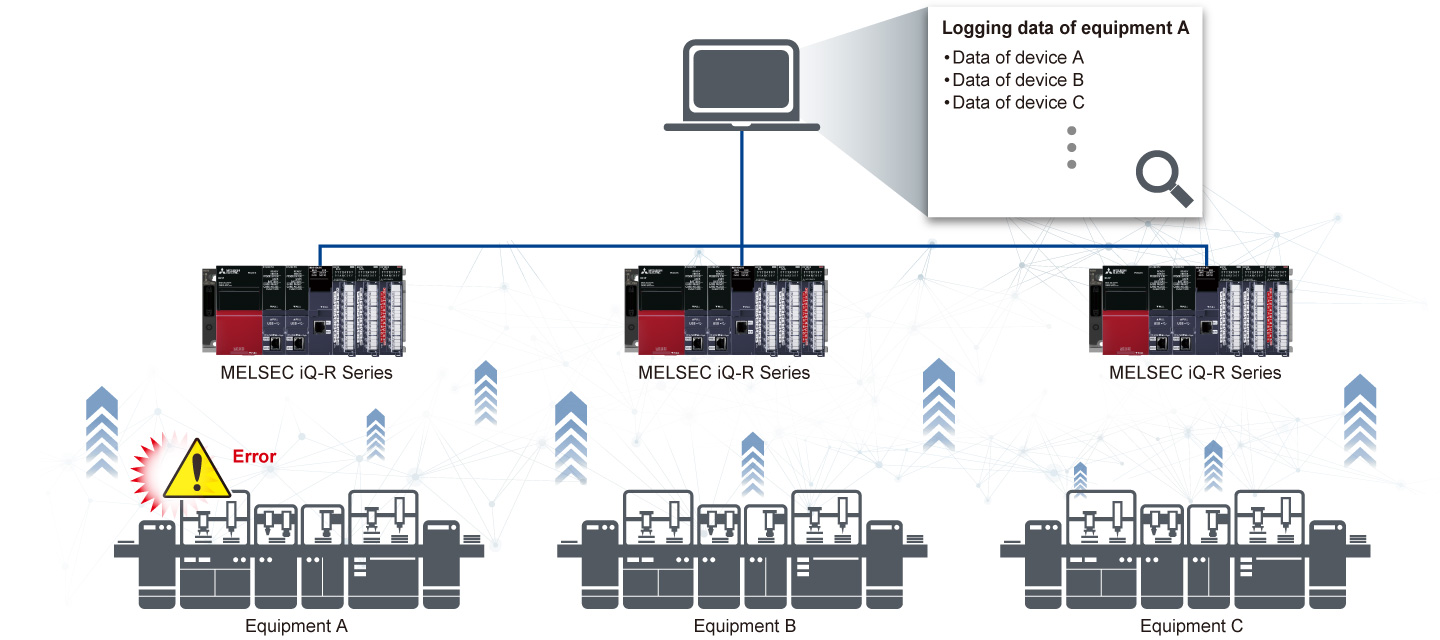 Logging data of equipment A
•Data of device A
•Data of device B
•Data of device C
MELSEC iQ-R Series
MELSEC iQ-R Series
MELSEC iQ-R Series
Error
Equipment A
Equipment B
Equipment C